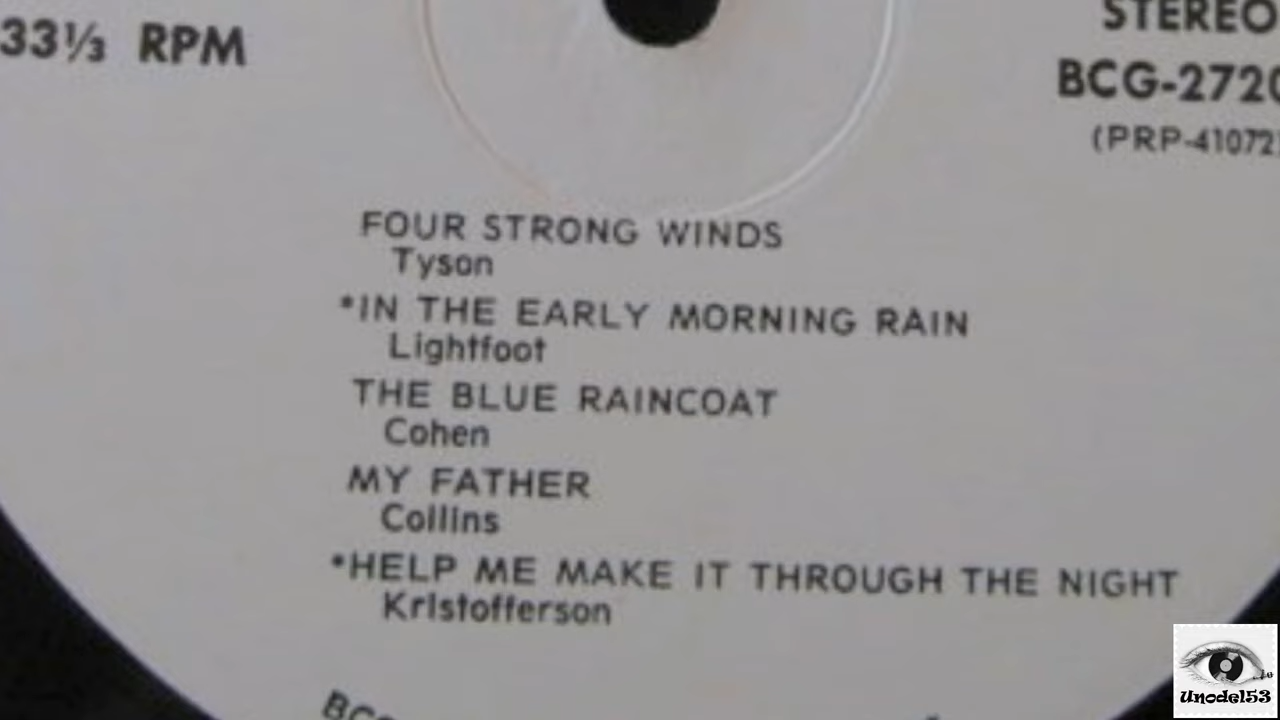 33⅓ RPM
STEREO
BCG-2720
(PRP-41072)
FOUR STRONG WINDS
Tyson
*IN THE EARLY MORNING RAIN
Lightfoot
THE BLUE RAINCOAT
Cohen
MY FATHER
Collins
*HELP ME MAKE IT THROUGH THE NIGHT
Kristofferson
Unodel53